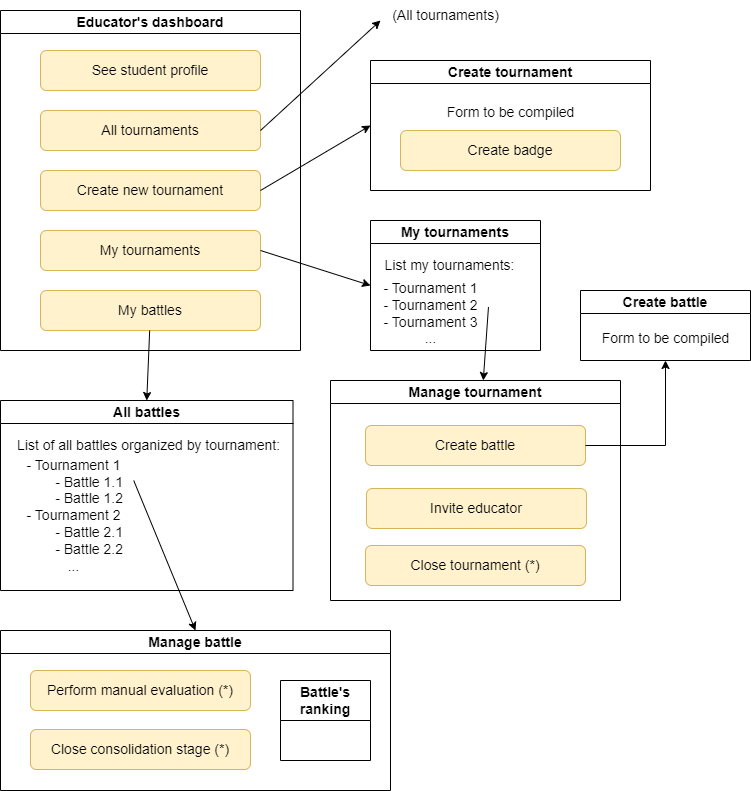 Educator's dashboard
See student profile
All tournaments
Create new tournament
My tournaments
My battles
(All tournaments)
Create tournament
Form to be compiled
Create badge
My tournaments
List my tournaments:
- Tournament 1
- Tournament 2
- Tournament 3
...
Create battle
Form to be compiled
Manage tournament
Create battle
Invite educator
Close tournament (*)
All battles
List of all battles organized by tournament:
- Tournament 1
- Battle 1.1
- Battle 1.2
- Tournament 2
- Battle 2.1
- Battle 2.2
...
Manage battle
Perform manual evaluation (*)
Close consolidation stage (*)
Battle's
ranking